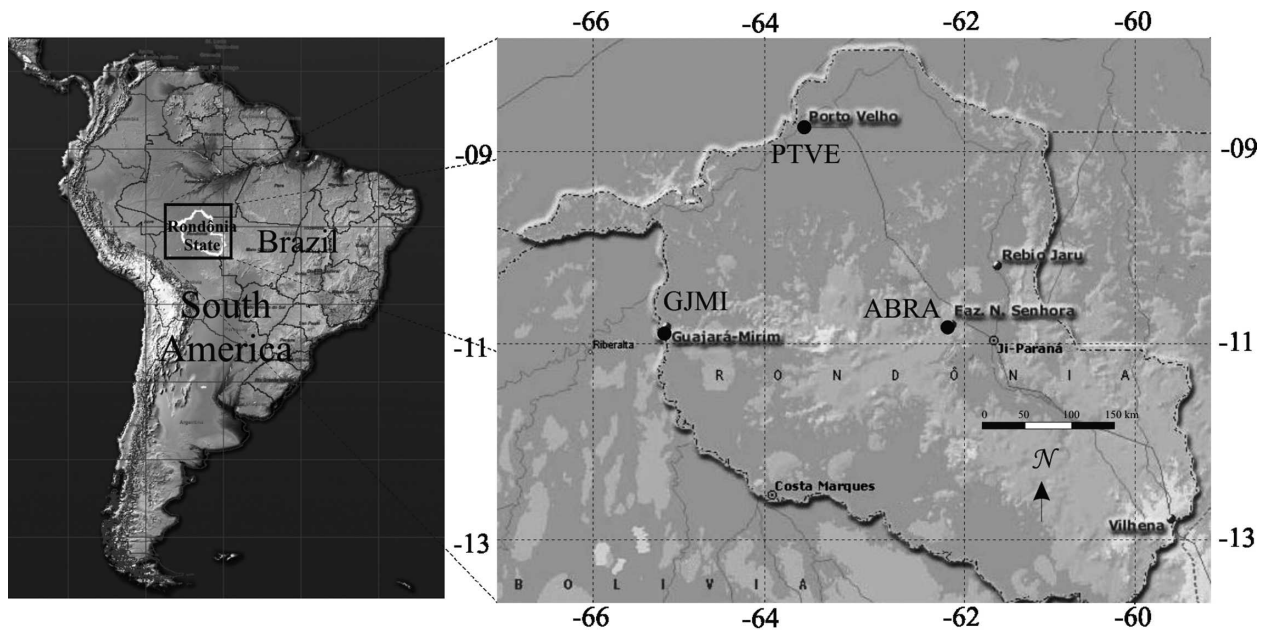 -66
-64
-62
-60
Porto Velho
PTVE
-09
Rondônia
State
Brazil
Rebio Jaru
South
America
GJMI
ABRA
Faz. N. Senhora
Guajará-Mirim
Riberalta
Ji-Paraná
-11
R O N D Ô N I A
0 50 100 150 km
N
Costa Marques
Vilhena
-13
B O L I V I A
-66
-64
-62
-60
-09
-11
-13